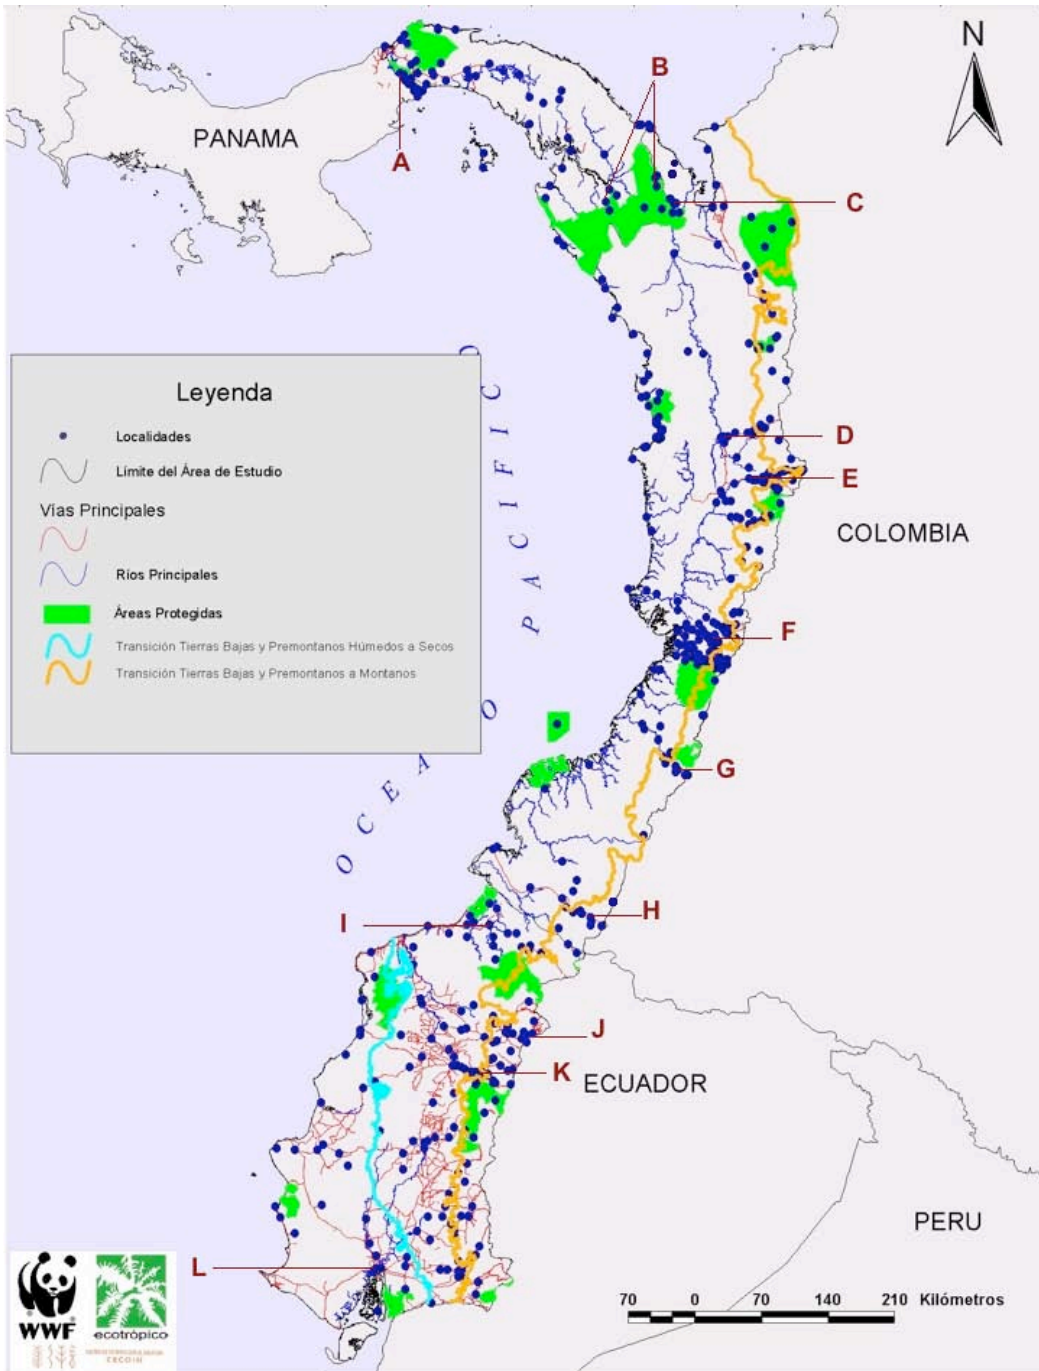 N
PANAMA
A
B
C
Leyenda
Localidades
Límite del Área de Estudio
Vías Principales
Ríos Principales
Áreas Protegidas
Transición Tierras Bajas y Premontanos Húmedos a Secos
Transición Tierras Bajas y Premontanos a Montanos
OCEANO PACIFICO
D
E
COLOMBIA
F
G
H
I
J
K
ECUADOR
PERU
L
70 0 70 140 210 Kilómetros
WWF
ecotrópico